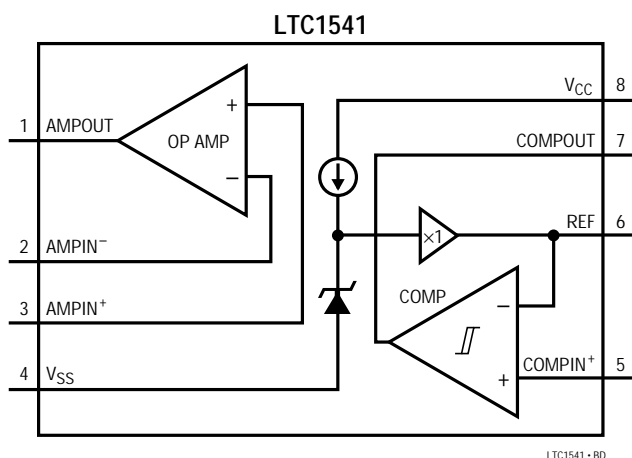 LTC1541
1 AMPOUT
+
OP AMP
−
2 AMPIN−
3 AMPIN+
4 VSS
VCC 8
COMPOUT 7
×1
REF 6
COMP
−
+
COMPIN+ 5
LTC1541 • BD